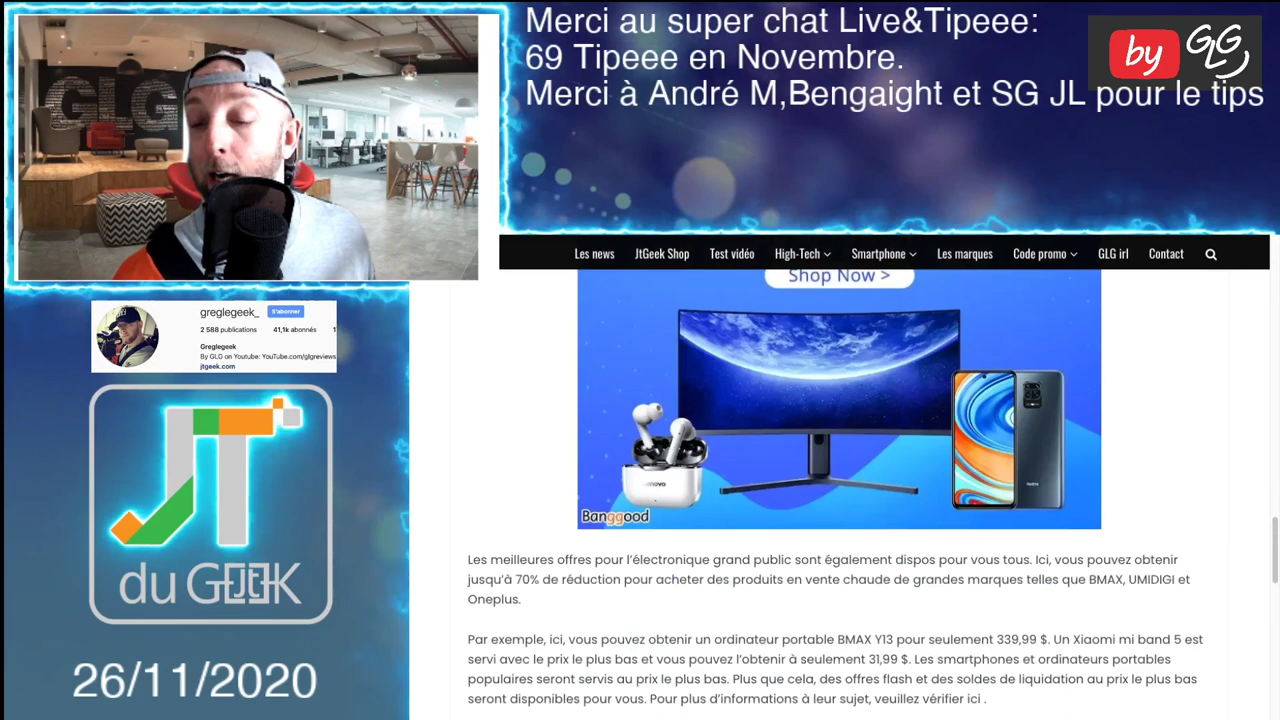 Merci au super chat Live&Tipeee:
69 Tipeee en Novembre.
Merci à André M,Bengaight et SG JL pour le tips
by GLG
GLG
Les news JtGeek Shop Test vidéo High-Tech Smartphone Les marques Code promo GLG irl Contact
Shop Now >
greglegeek_ S'abonner
2 588 publications 41,1k abonnés 1
Greglegeek
By GLG on Youtube: YouTube.com/glgreviews
jtgeek.com
JT
du GEEK
26/11/2020
Lenovo
Redmi
Banggood
Les meilleures offres pour l'électronique grand public sont également dispos pour vous tous. Ici, vous pouvez obtenir
jusqu'à 70% de réduction pour acheter des produits en vente chaude de grandes marques telles que BMAX, UMIDIGI et
Oneplus.
Par exemple, ici, vous pouvez obtenir un ordinateur portable BMAX Y13 pour seulement 339,99 $. Un Xiaomi mi band 5 est
servi avec le prix le plus bas et vous pouvez l'obtenir à seulement 31,99 $. Les smartphones et ordinateurs portables
populaires seront servis au prix le plus bas. Plus que cela, des offres flash et des soldes de liquidation au prix le plus bas
seront disponibles pour vous. Pour plus d'informations à leur sujet, veuillez vérifier ici .